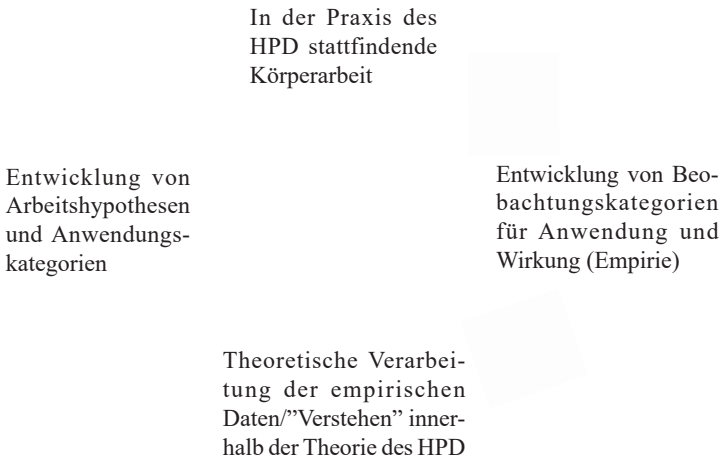 In der Praxis des
HPD stattfindende
Körperarbeit
Entwicklung von
Arbeitshypothesen
und Anwendungs-
kategorien
Entwicklung von Beo-
bachtungskategorien
für Anwendung und
Wirkung (Empirie)
Theoretische Verarbei-
tung der empirischen
Daten/”Verstehen” inner-
halb der Theorie des HPD